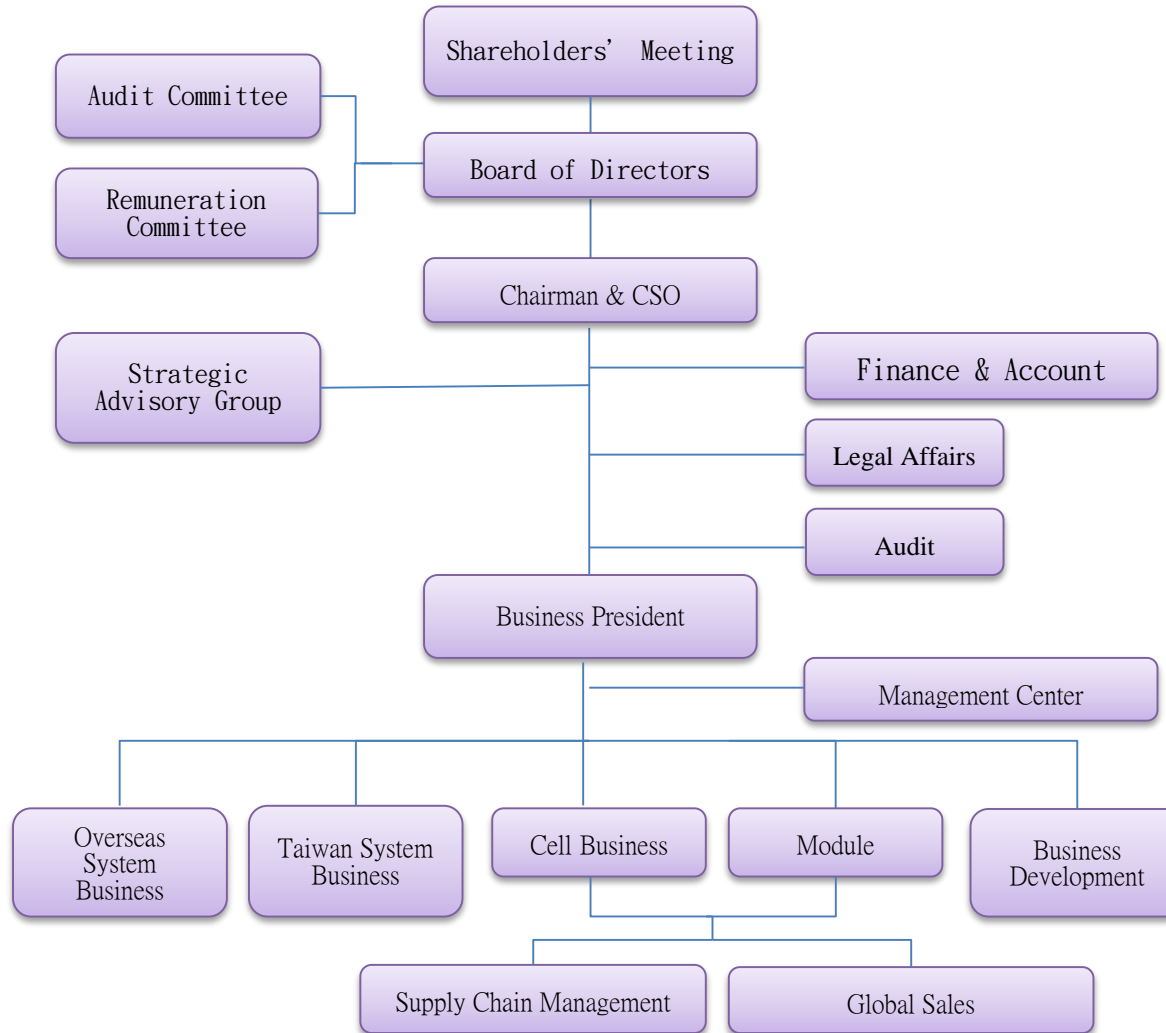 Shareholders’ Meeting
Audit Committee
Board of Directors
Remuneration
Committee
Chairman & CSO
Strategic
Advisory Group
Finance & Account
Legal Affairs
Audit
Business President
Management Center
Overseas
System
Business
Taiwan System
Business
Cell Business
Module
Business
Development
Supply Chain Management
Global Sales